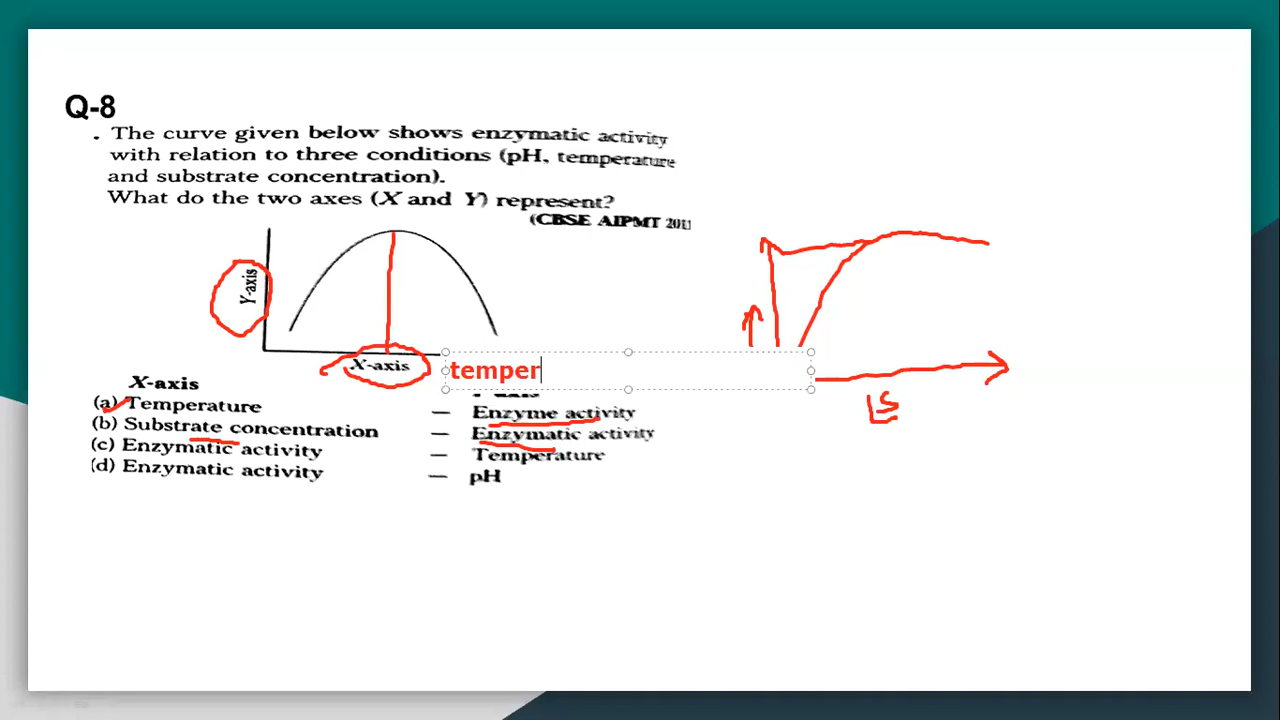 Q-8
. The curve given below shows enzymatic activity
with relation to three conditions (pH, temperature
and substrate concentration).
What do the two axes (X and Y) represent?
(CBSE AIPMT 2011
Y-axis
X-axis
temper
X-axis
(a) Temperature — Enzyme activity
(b) Substrate concentration — Enzymatic activity
(c) Enzymatic activity — Temperature
(d) Enzymatic activity — pH